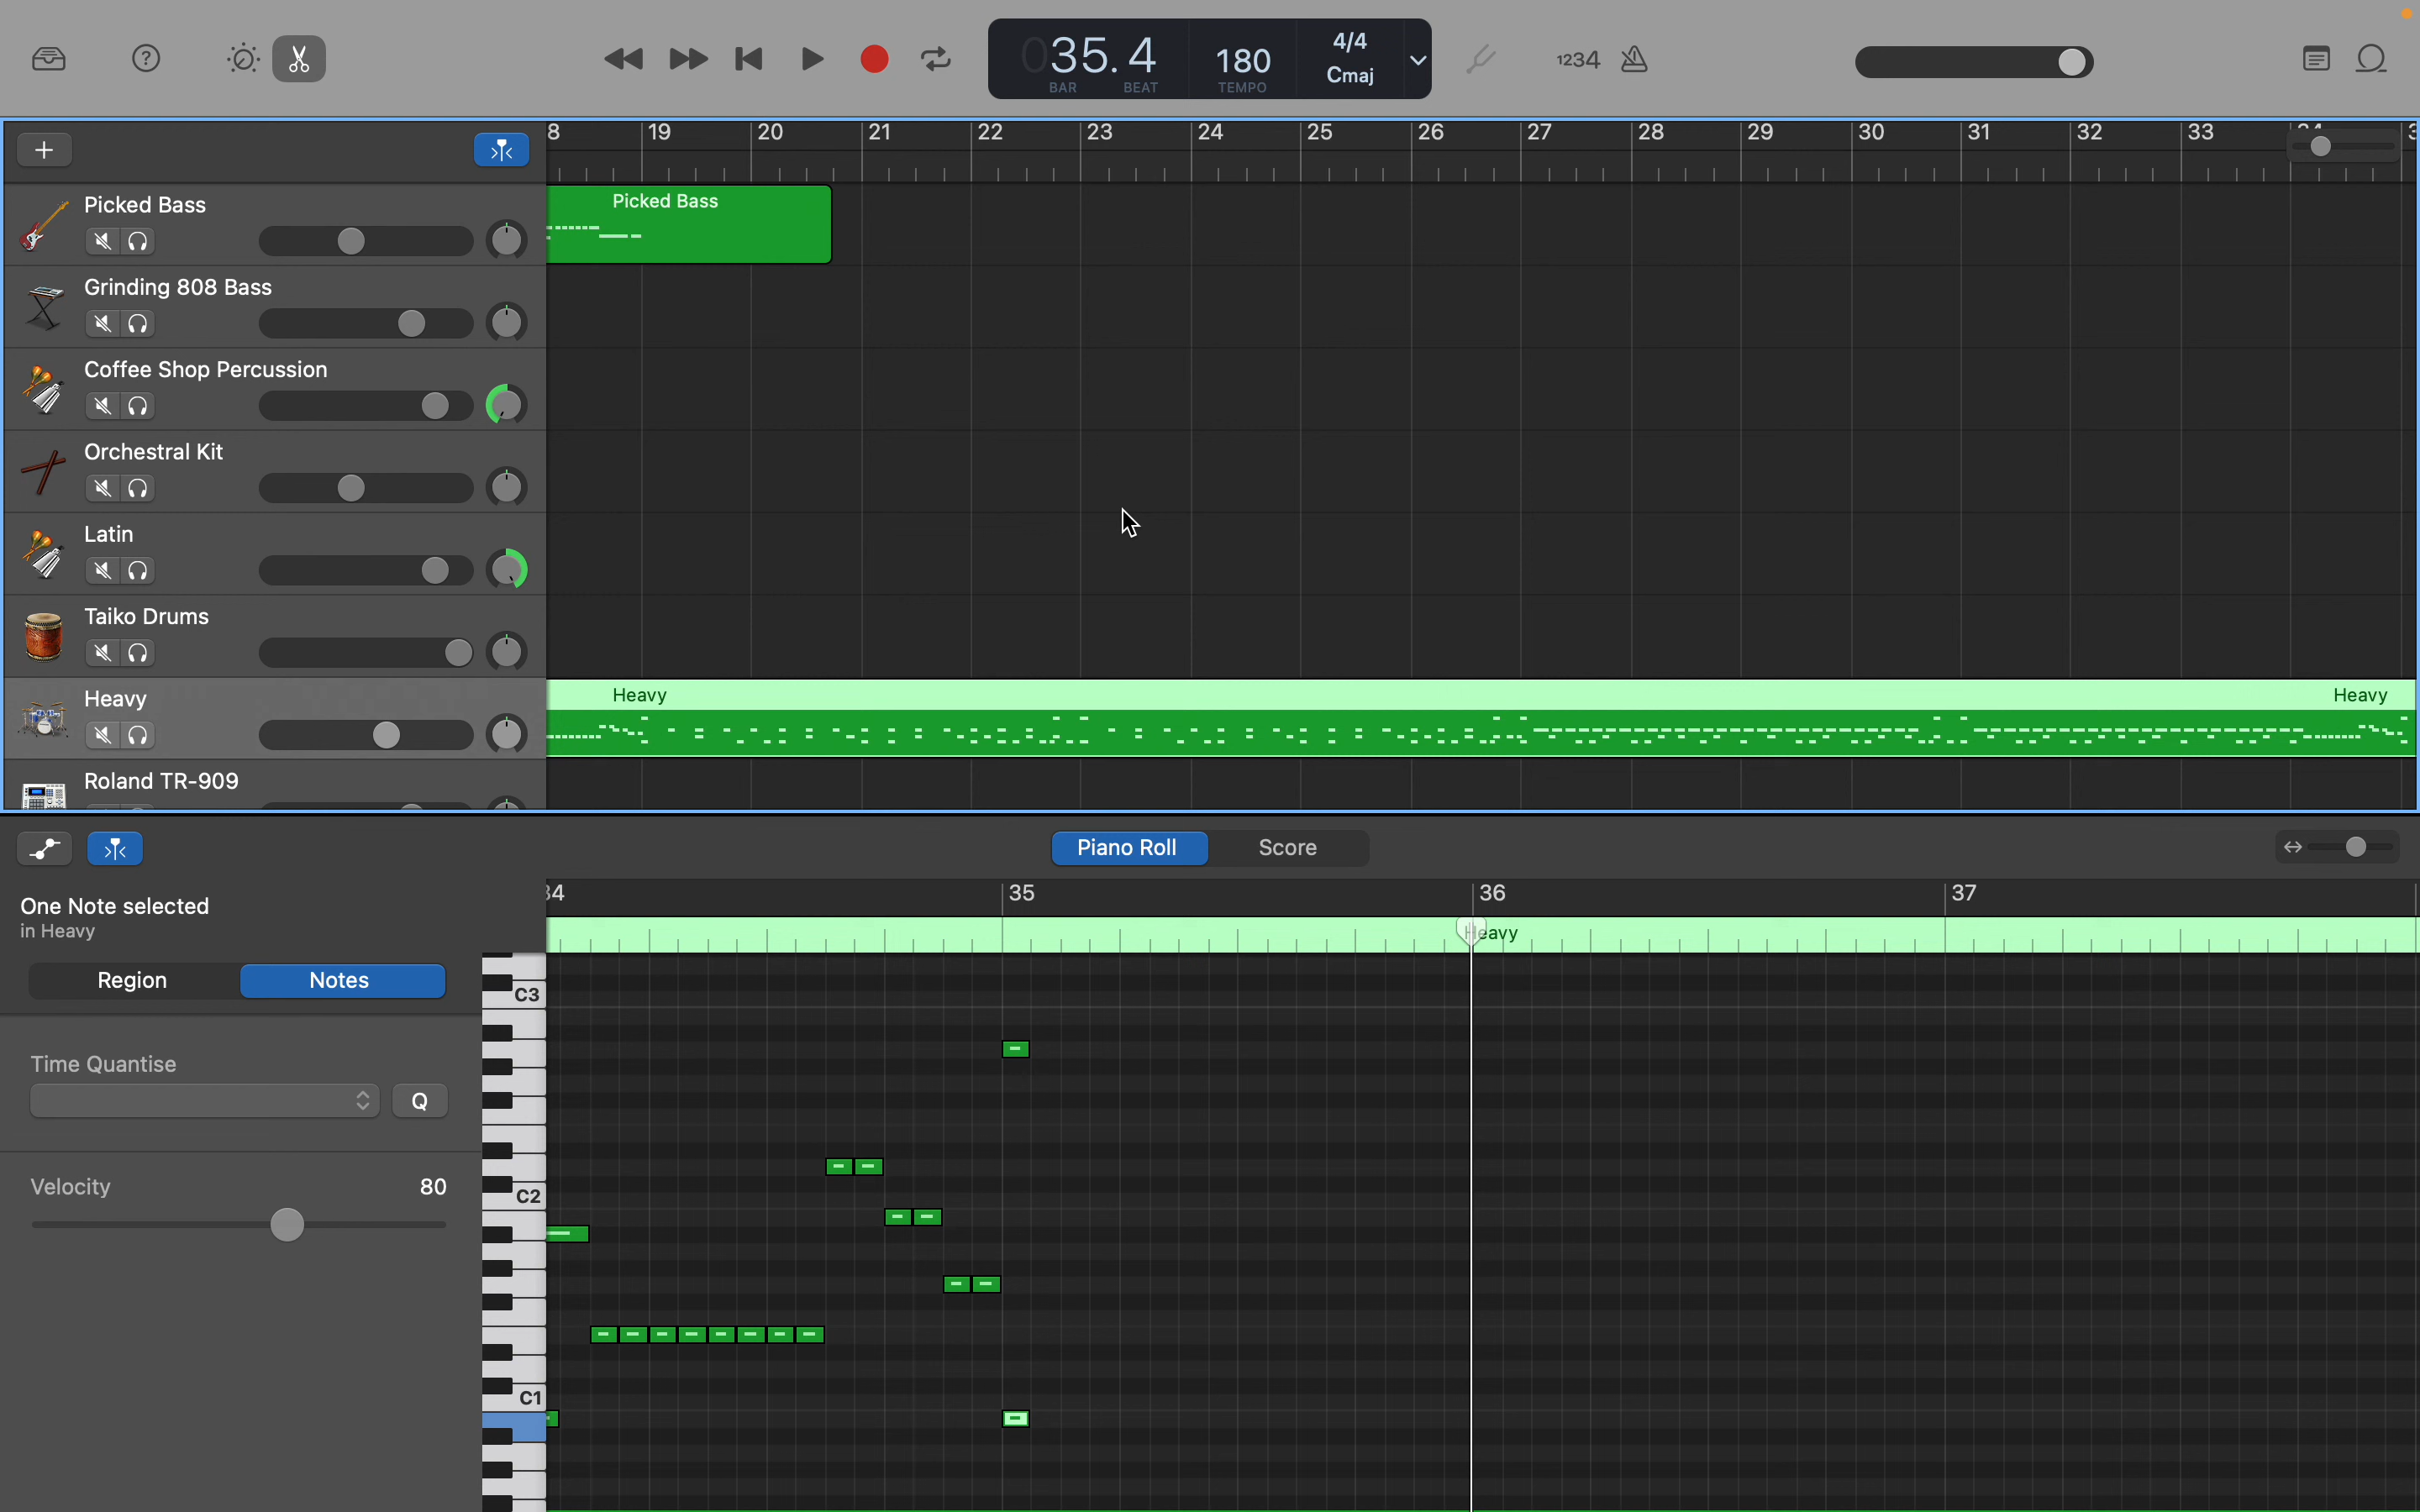 035.4
BAR BEAT
180
TEMPO
4/4
Cmaj
1234
8 19 20 21 22 23 24 25 26 27 28 29 30 31 32 33 34
Picked Bass
Picked Bass
Grinding 808 Bass
Coffee Shop Percussion
Orchestral Kit
Latin
Taiko Drums
Heavy
Heavy
Heavy
Roland TR-909
Piano Roll
Score
34 35 36 37
One Note selected
in Heavy
Heavy
Region
Notes
C3
Time Quantise
Q
Velocity 80
C2
C1